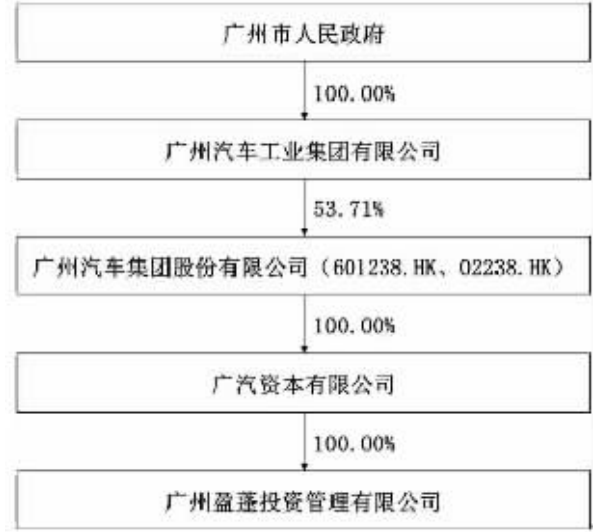 广州市人民政府
100.00%
广州汽车工业集团有限公司
53.71%
广州汽车集团股份有限公司（601238.HK、02238.HK）
100.00%
广汽资本有限公司
100.00%
广州盈蓬投资管理有限公司